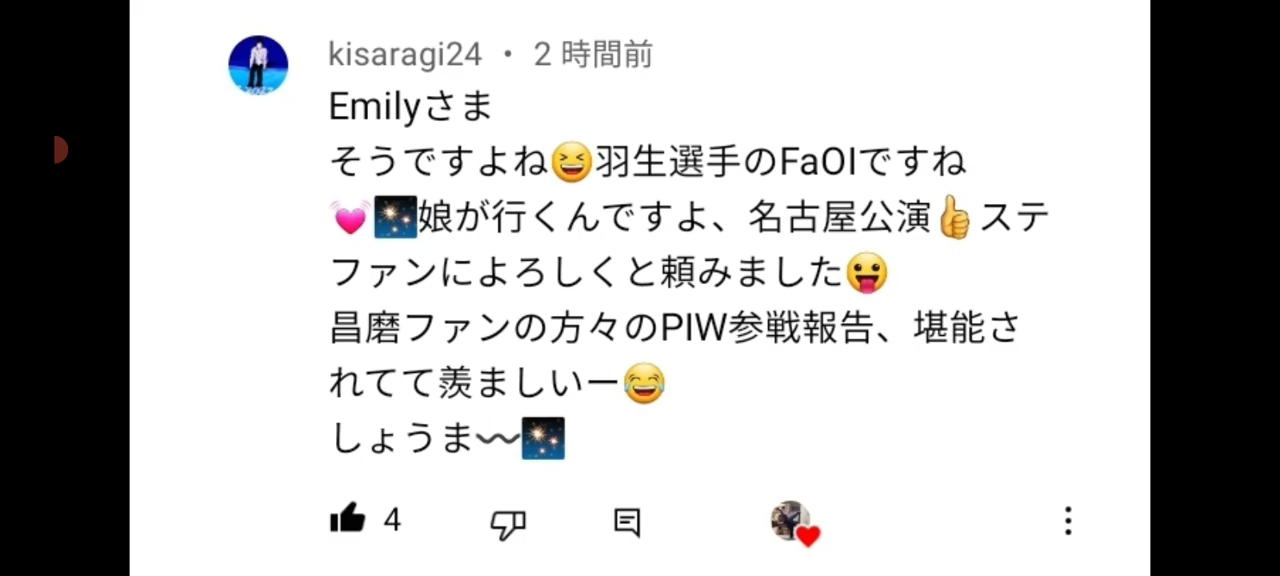 kisaragi24 ・ 2 時間前
Emilyさま
そうですよね😆羽生選手のFaOIですね
💓🎇娘が行くんですよ、名古屋公演👍ステ
ファンによろしくと頼みました😛
昌磨ファンの方々のPIW参戦報告、堪能さ
れてて羨ましいー😂
しょうま〰🎇
4